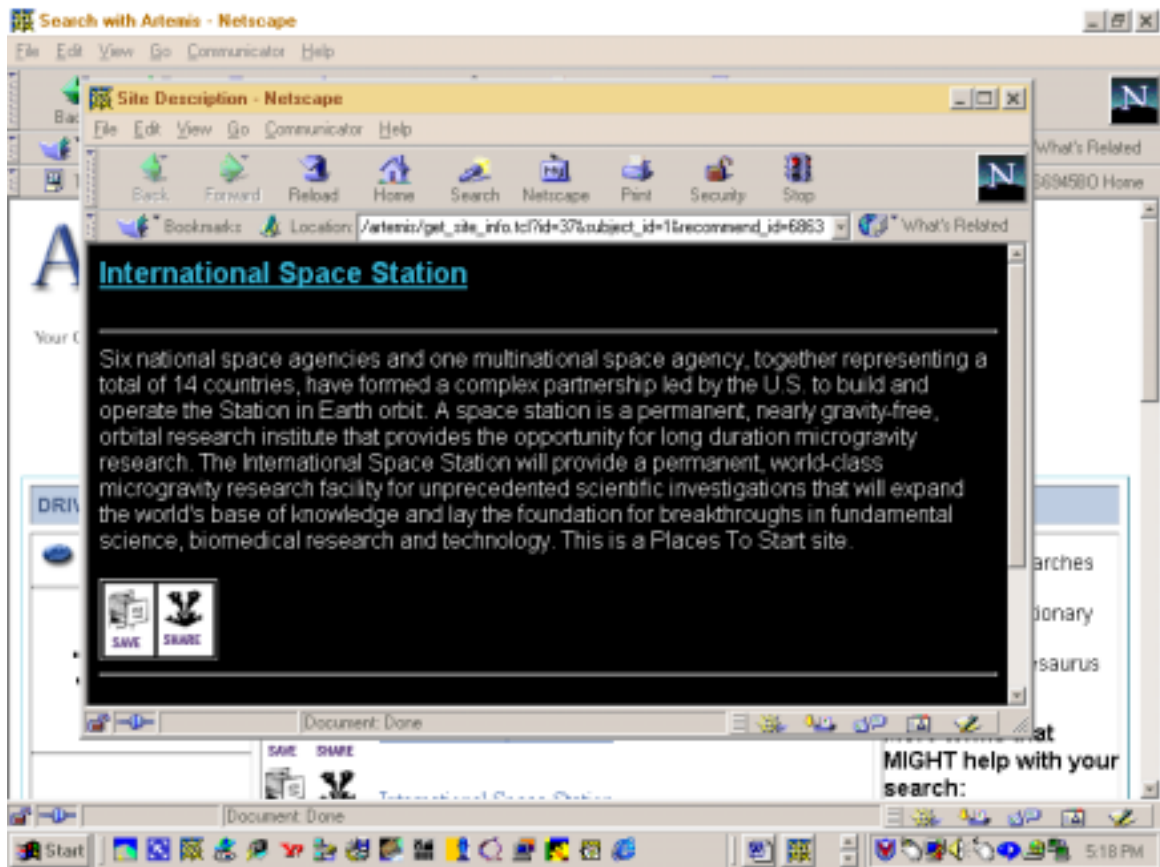 Search with Artemis - Netscape
File Edit View Go Communicator Help
Site Description - Netscape
N
File Edit View Go Communicator Help
What's Related
Back Forward Reload Home Search Netscape Print Security Stop
N
Bookmarks Location: /artemis/get_site_info.tcl?id=37&subject_id=1&recommend_id=6863 What's Related
International Space Station
Your
Six national space agencies and one multinational space agency, together representing a
total of 14 countries, have formed a complex partnership led by the U.S. to build and
operate the Station in Earth orbit. A space station is a permanent, nearly gravity-free,
orbital research institute that provides the opportunity for long duration microgravity
research. The International Space Station will provide a permanent, world-class
microgravity research facility for unprecedented scientific investigations that will expand
the world's base of knowledge and lay the foundation for breakthroughs in fundamental
science, biomedical research and technology. This is a Places To Start site.
SAVE SHARE
Document: Done
SAVE SHARE
MIGHT help with your
search:
International Space Station
Document: Done
Start
5:18 PM